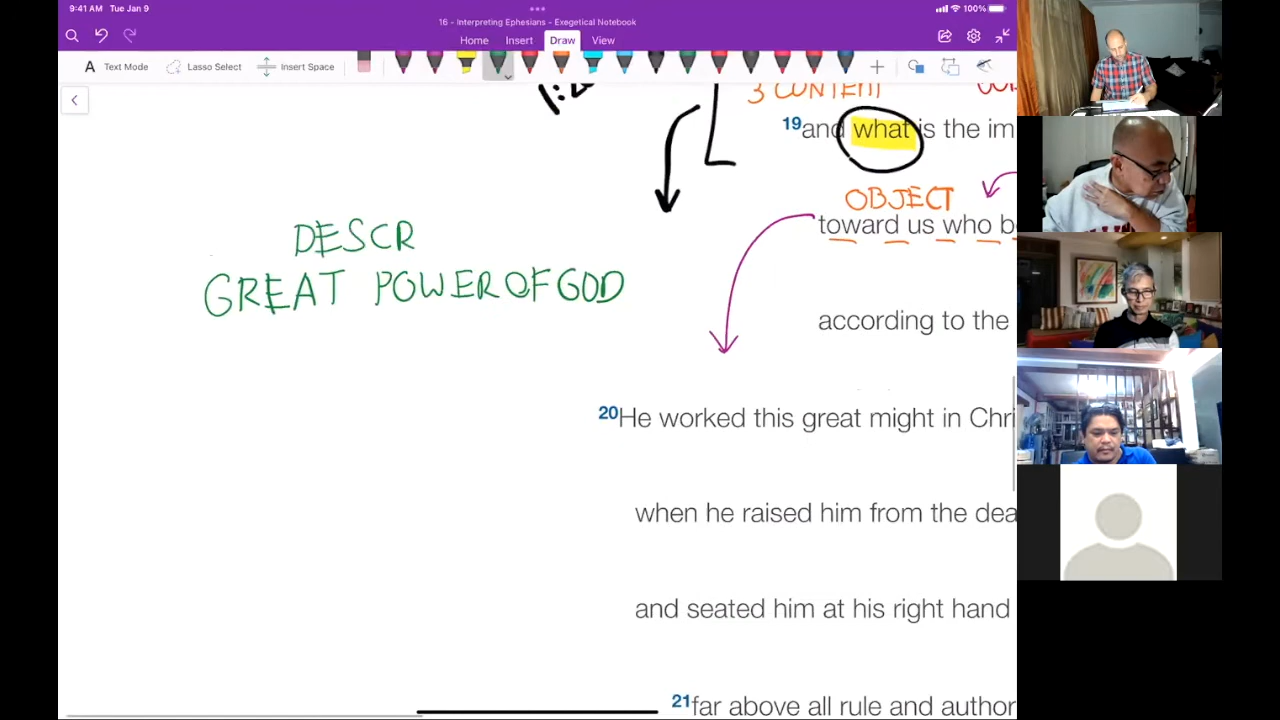 9:41 AM Tue Jan 9
100%
16 - Interpreting Ephesians - Exegetical Notebook
Home Insert Draw View
Text Mode Lasso Select Insert Space
3 CONTENT
19and what is the im
OBJECT
toward us who b
DESCR
GREAT POWER OF GOD
according to the
20He worked this great might in Chri
when he raised him from the dea
and seated him at his right hand
21far above all rule and author